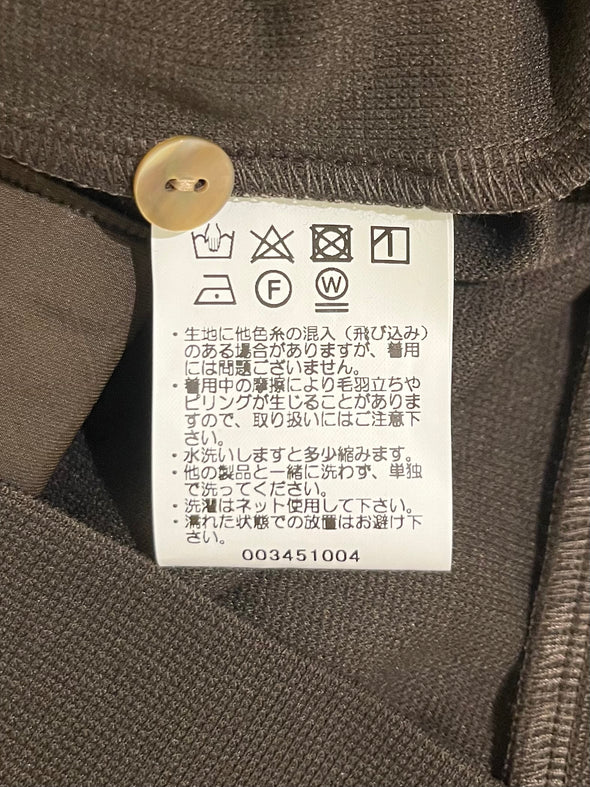 F W
・生地に他色糸の混入（飛び込み）
のある場合がありますが、着用
には問題ございません。
・着用中の摩擦により毛羽立ちや
ピリングが生じることがありま
すので、取り扱いにはご注意下
さい。
・水洗いしますと多少縮みます。
・他の製品と一緒に洗わず、単独
で洗ってください。
・洗濯はネット使用して下さい。
・濡れた状態での放置はお避け下
さい。
003451004